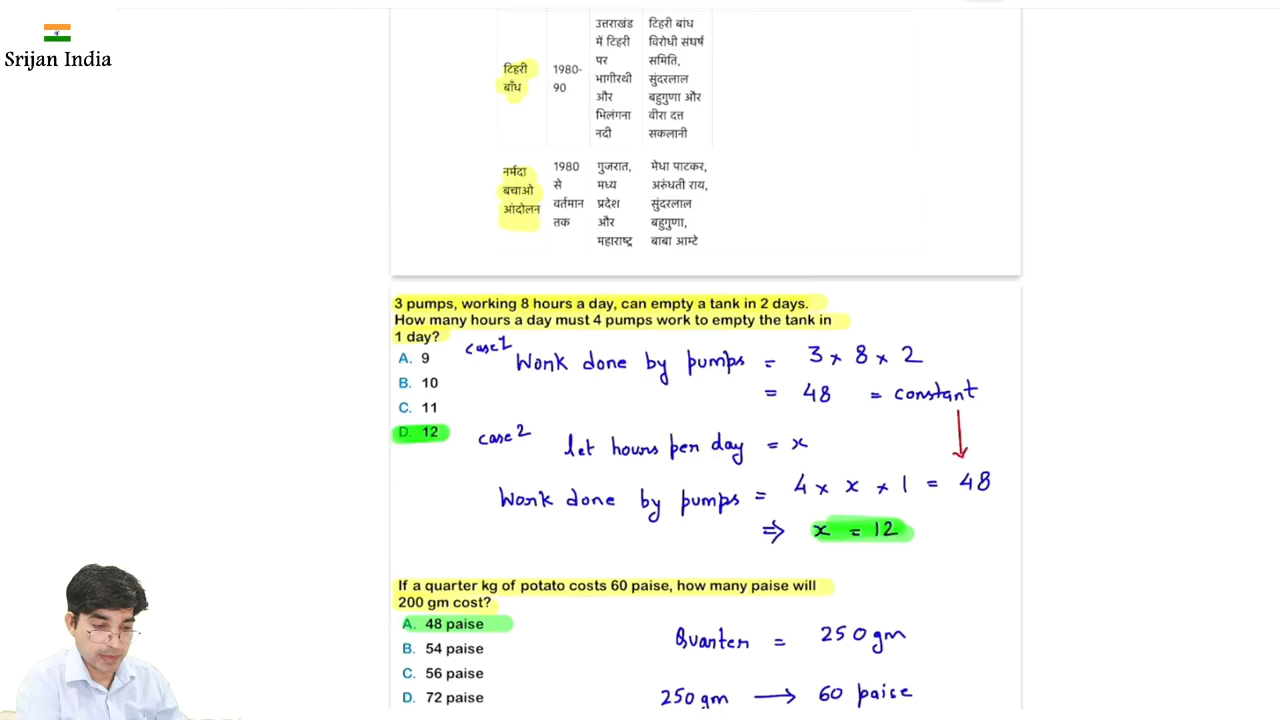 Srijan India
टिहरी बाँध
1980-90
उत्तराखंड में टिहरी पर भागीरथी और भिलंगना नदी
टिहरी बांध विरोधी संघर्ष समिति, सुंदरलाल बहुगुणा और वीरा दत्त सकलानी
नर्मदा बचाओ आंदोलन
1980 से वर्तमान तक
गुजरात, मध्य प्रदेश और महाराष्ट्र
मेधा पाटकर, अरुंधती राय, सुंदरलाल बहुगुणा, बाबा आम्टे
3 pumps, working 8 hours a day, can empty a tank in 2 days.
How many hours a day must 4 pumps work to empty the tank in
1 day?
A. 9
B. 10
C. 11
D. 12
case 1 Work done by pumps = 3 × 8 × 2
= 48 = constant
case 2 let hours per day = x
Work done by pumps = 4 × x × 1 = 48
⇒ x = 12
If a quarter kg of potato costs 60 paise, how many paise will
200 gm cost?
A. 48 paise
B. 54 paise
C. 56 paise
D. 72 paise
Quarter = 250 gm
250 gm → 60 paise